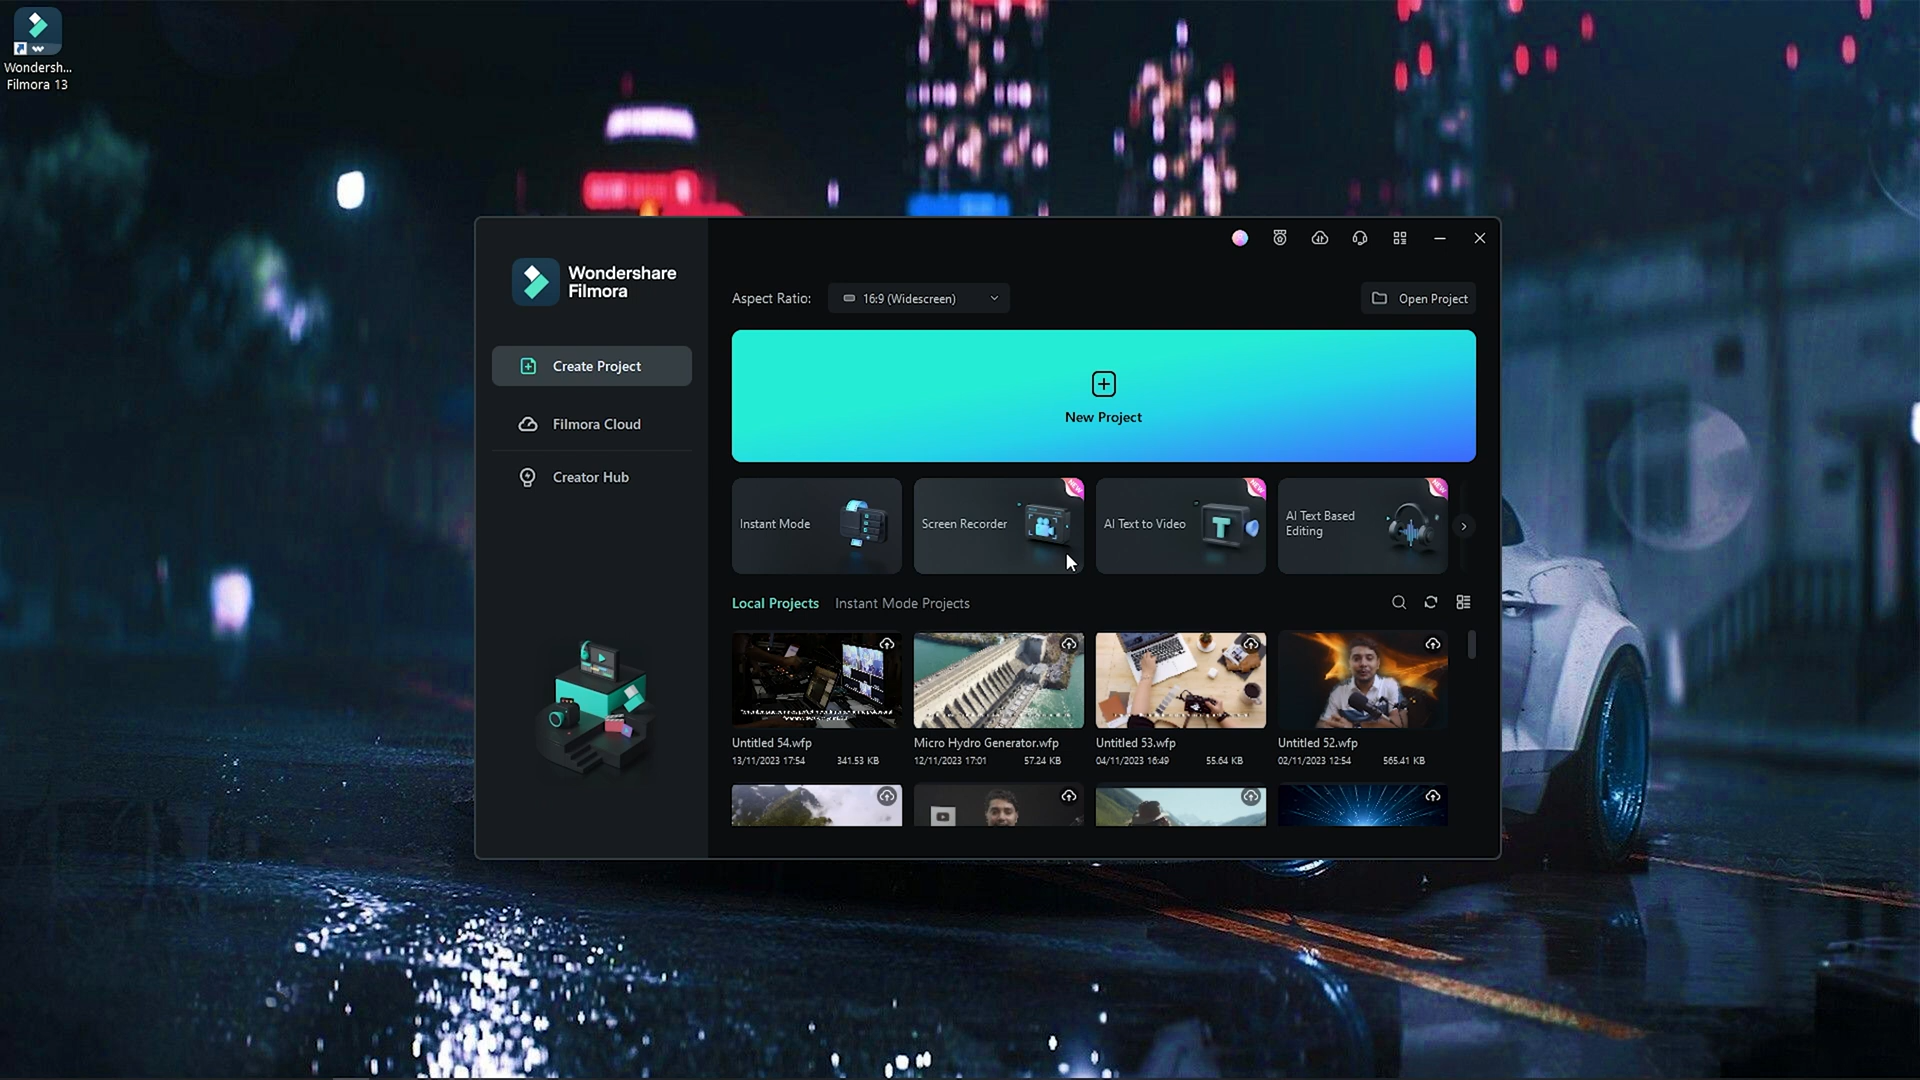 Wondersh...
Filmora 13
Wondershare
Filmora
Aspect Ratio:
16:9 (Widescreen)
Open Project
Create Project
New Project
Filmora Cloud
Creator Hub
Instant Mode
Screen Recorder
NEW
AI Text to Video
NEW
AI Text Based
Editing
NEW
Local Projects
Instant Mode Projects
Untitled 54.wfp
13/11/2023 17:54
341.53 KB
Micro Hydro Generator.wfp
12/11/2023 17:01
57.24 KB
Untitled 53.wfp
04/11/2023 16:49
55.64 KB
Untitled 52.wfp
02/11/2023 12:54
565.41 KB